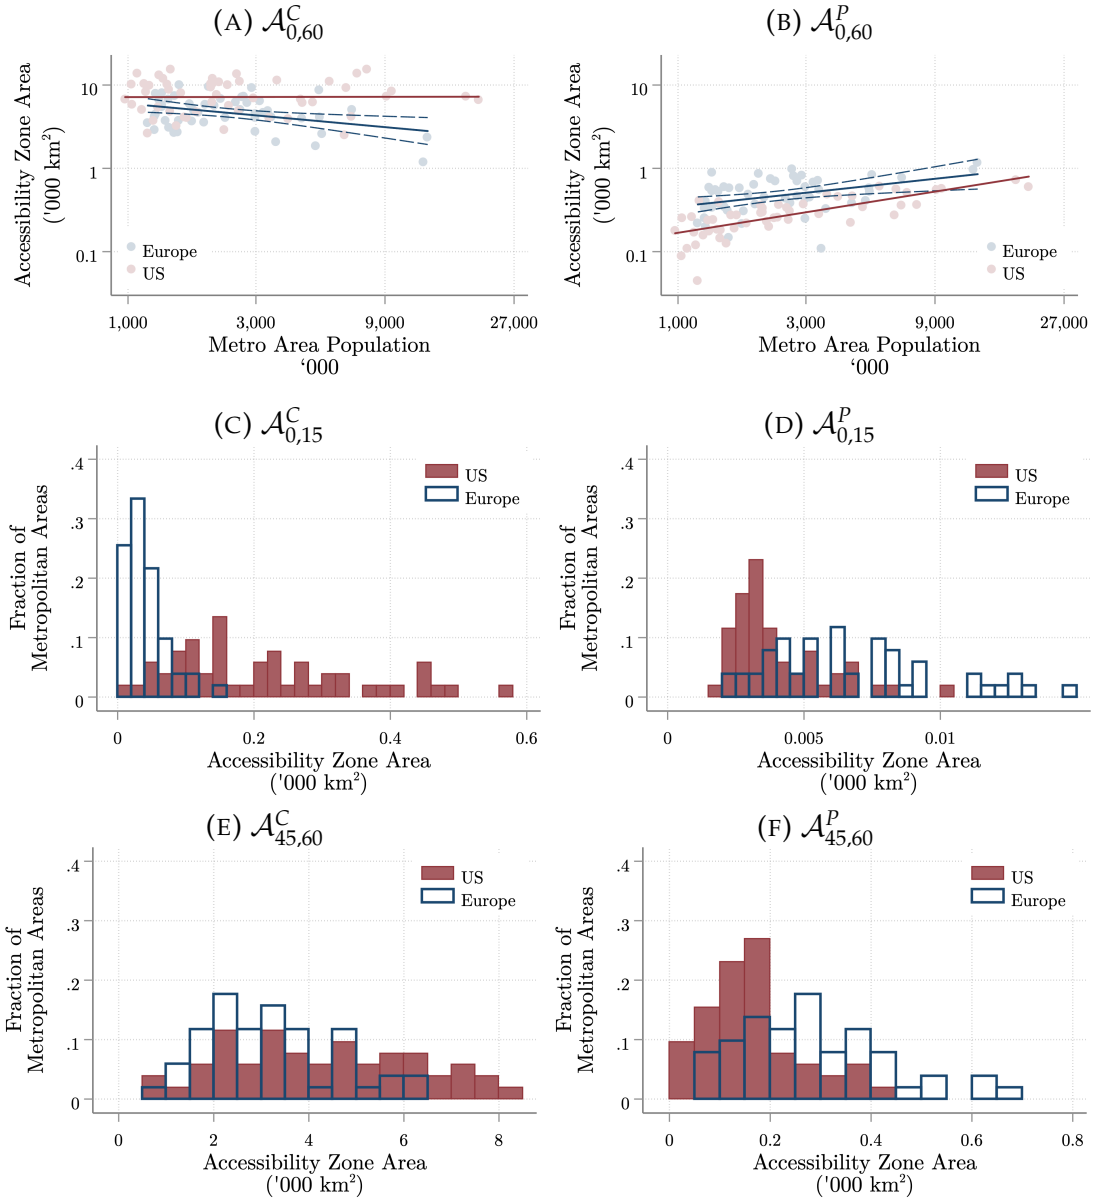 (A) 𝒜^C_{0,60}
Accessibility Zone Area
('000 km²)
10
1
0.1
Europe
US
1,000 3,000 9,000 27,000
Metro Area Population
‘000
(B) 𝒜^P_{0,60}
Accessibility Zone Area
('000 km²)
10
1
0.1
Europe
US
1,000 3,000 9,000 27,000
Metro Area Population
‘000
(C) 𝒜^C_{0,15}
Fraction of
Metropolitan Areas
.4
.3
.2
.1
0
US
Europe
0 0.2 0.4 0.6
Accessibility Zone Area
('000 km²)
(D) 𝒜^P_{0,15}
Fraction of
Metropolitan Areas
.4
.3
.2
.1
0
US
Europe
0 0.005 0.01
Accessibility Zone Area
('000 km²)
(E) 𝒜^C_{45,60}
Fraction of
Metropolitan Areas
.4
.3
.2
.1
0
US
Europe
0 2 4 6 8
Accessibility Zone Area
('000 km²)
(F) 𝒜^P_{45,60}
Fraction of
Metropolitan Areas
.4
.3
.2
.1
0
US
Europe
0 0.2 0.4 0.6 0.8
Accessibility Zone Area
('000 km²)